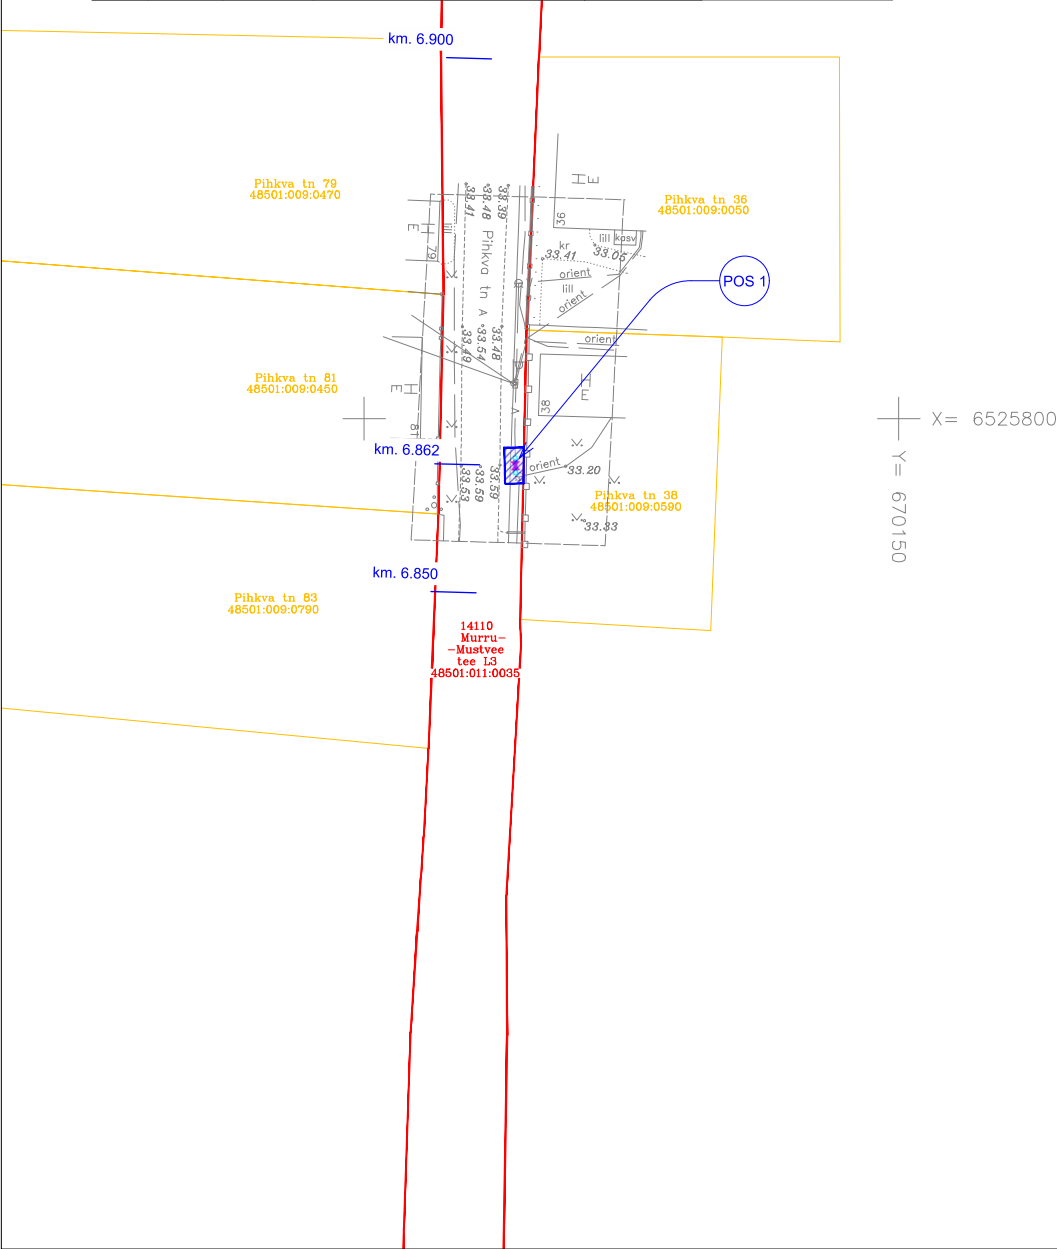 km. 6.900
Pihkva tn 79
48501:009:0470
Pihkva tn 36
48501:009:0050
33.41
33.48
33.39
Pihkva tn A
H
E
36
H
E
79
kr
33.41
lill
kasv
33.05
orient
lill
orient
POS 1
33.49
33.54
33.48
orient
Pihkva tn 81
48501:009:0450
H
E
81
H
E
38
A
X= 6525800
Y= 670150
km. 6.862
33.53
33.59
33.59
orient
33.20
Pihkva tn 38
48501:009:0590
33.33
km. 6.850
Pihkva tn 83
48501:009:0790
14110
Murru-
-Mustvee
tee L3
48501:011:0035